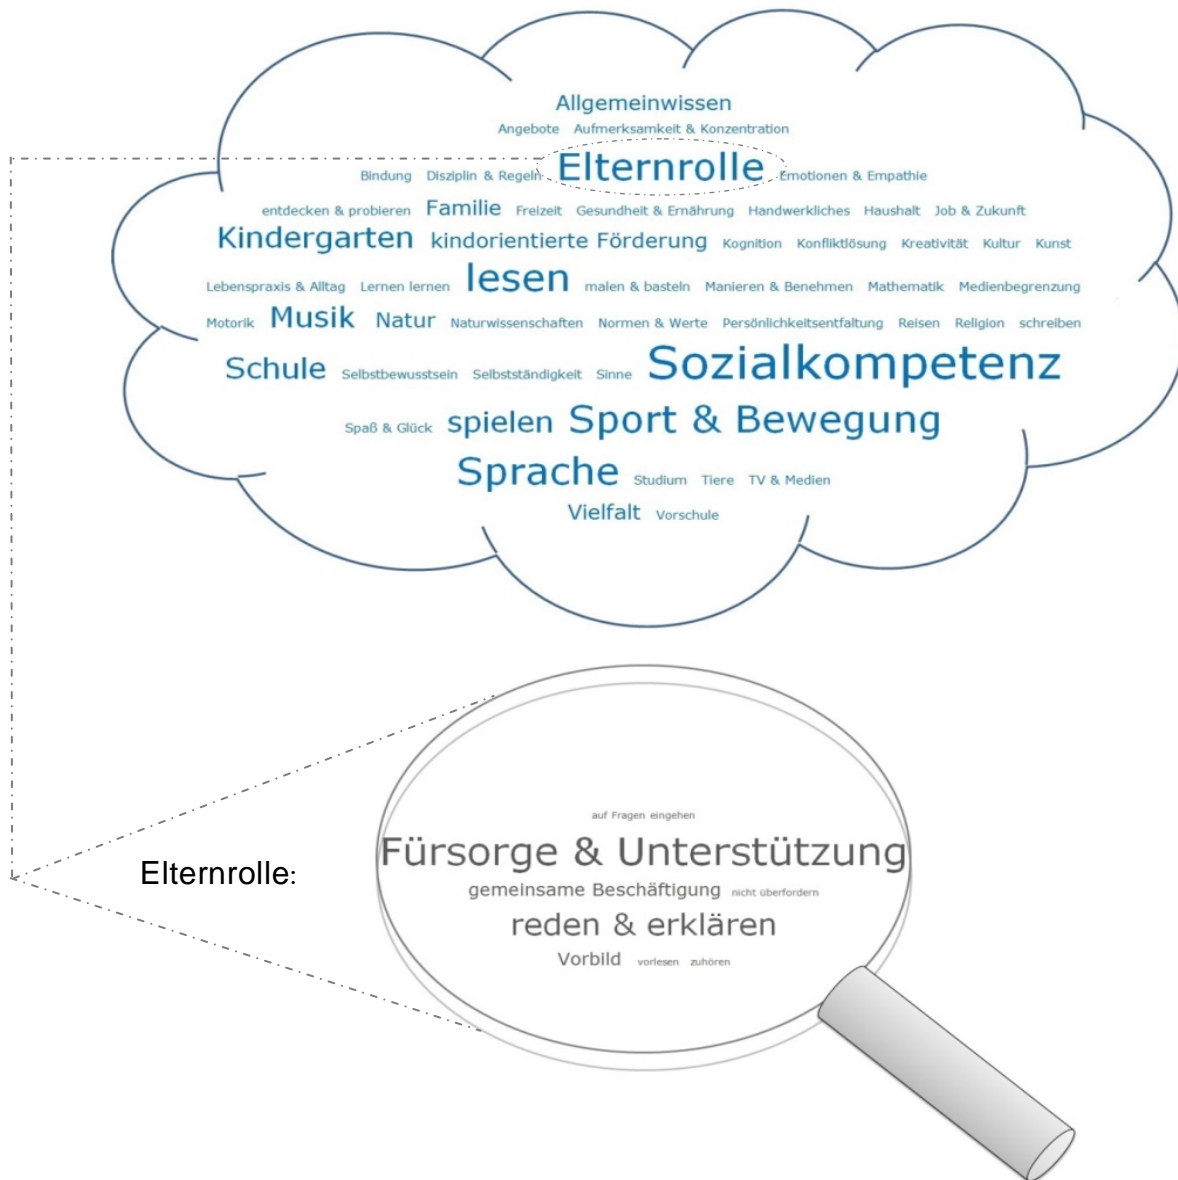 Allgemeinwissen
Angebote Aufmerksamkeit & Konzentration
Bindung Disziplin & Regeln Elternrolle Emotionen & Empathie
entdecken & probieren Familie Freizeit Gesundheit & Ernährung Handwerkliches Haushalt Job & Zukunft
Kindergarten kindorientierte Förderung Kognition Konfliktlösung Kreativität Kultur Kunst
Lebenspraxis & Alltag Lernen lernen lesen malen & basteln Manieren & Benehmen Mathematik Medienbegrenzung
Motorik Musik Natur Naturwissenschaften Normen & Werte Persönlichkeitsentfaltung Reisen Religion schreiben
Schule Selbstbewusstsein Selbstständigkeit Sinne Sozialkompetenz
Spaß & Glück spielen Sport & Bewegung
Sprache Studium Tiere TV & Medien
Vielfalt Vorschule
auf Fragen eingehen
Fürsorge & Unterstützung
Elternrolle:
gemeinsame Beschäftigung nicht überfordern
reden & erklären
Vorbild vorlesen zuhören